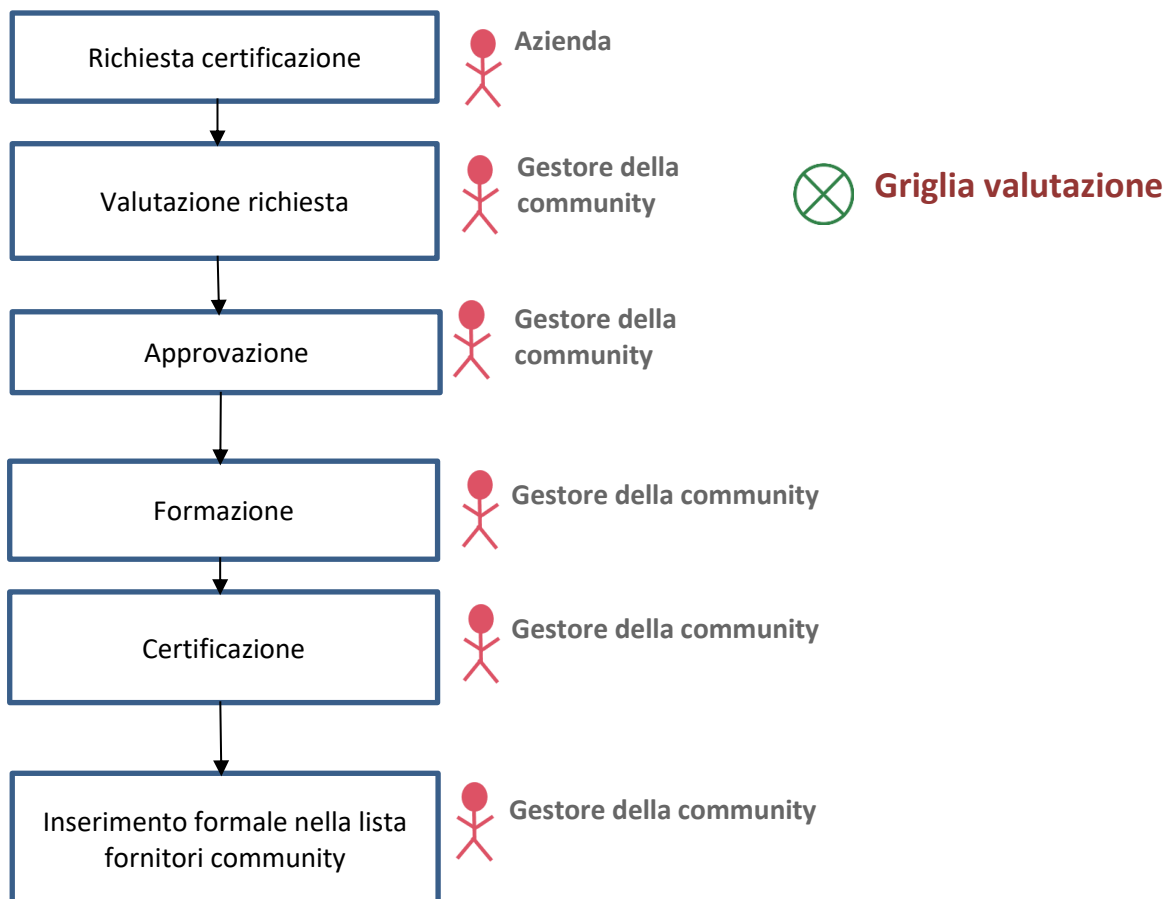 Richiesta certificazione
Azienda
Valutazione richiesta
Gestore della
community
Griglia valutazione
Approvazione
Gestore della
community
Formazione
Gestore della community
Certificazione
Gestore della community
Inserimento formale nella lista
fornitori community
Gestore della community